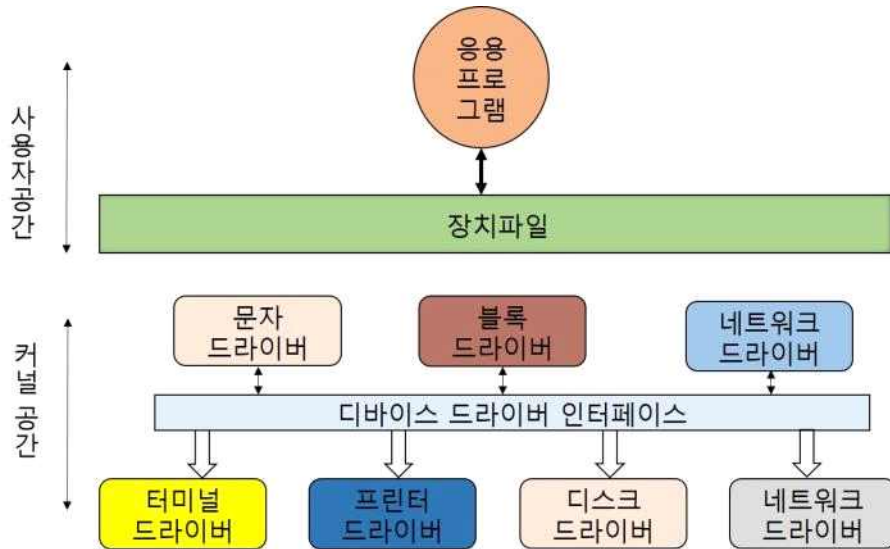 응용
프로
그램
사용자공간
장치파일
문자
드라이버
블록
드라이버
네트워크
드라이버
커널 공간
디바이스 드라이버 인터페이스
터미널
드라이버
프린터
드라이버
디스크
드라이버
네트워크
드라이버